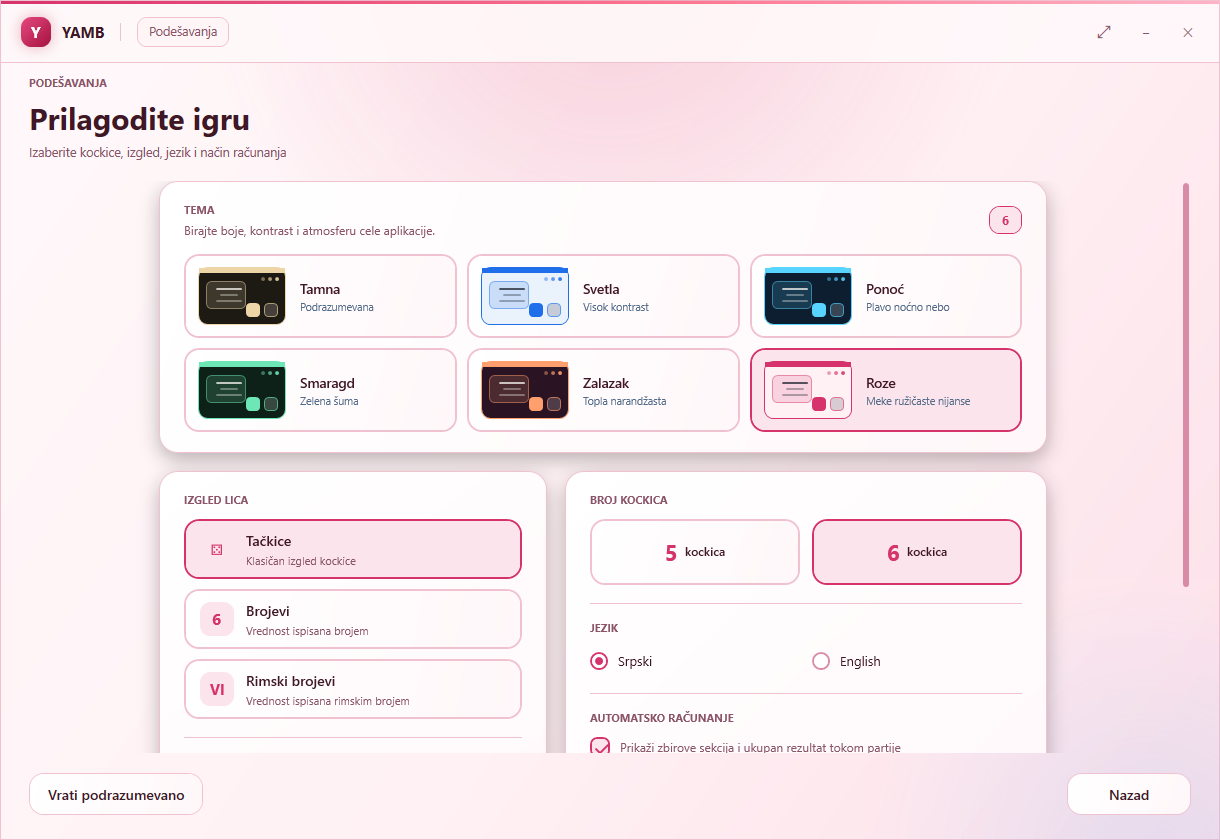 Y YAMB Podešavanja
PODEŠAVANJA
Prilagodite igru
Izaberite kockice, izgled, jezik i način računanja
TEMA
Birajte boje, kontrast i atmosferu cele aplikacije.
6
Tamna
Podrazumevana
Svetla
Visok kontrast
Ponoć
Plavo noćno nebo
Smaragd
Zelena šuma
Zalazak
Topla narandžasta
Roze
Meke ružičaste nijanse
IZGLED LICA
Tačkice
Klasičan izgled kockice
6 Brojevi
Vrednost ispisana brojem
VI Rimski brojevi
Vrednost ispisana rimskim brojem
BROJ KOCKICA
5 kockica
6 kockica
JEZIK
Srpski
English
AUTOMATSKO RAČUNANJE
Prikaži zbirove sekcija i ukupan rezultat tokom partije
Vrati podrazumevano
Nazad